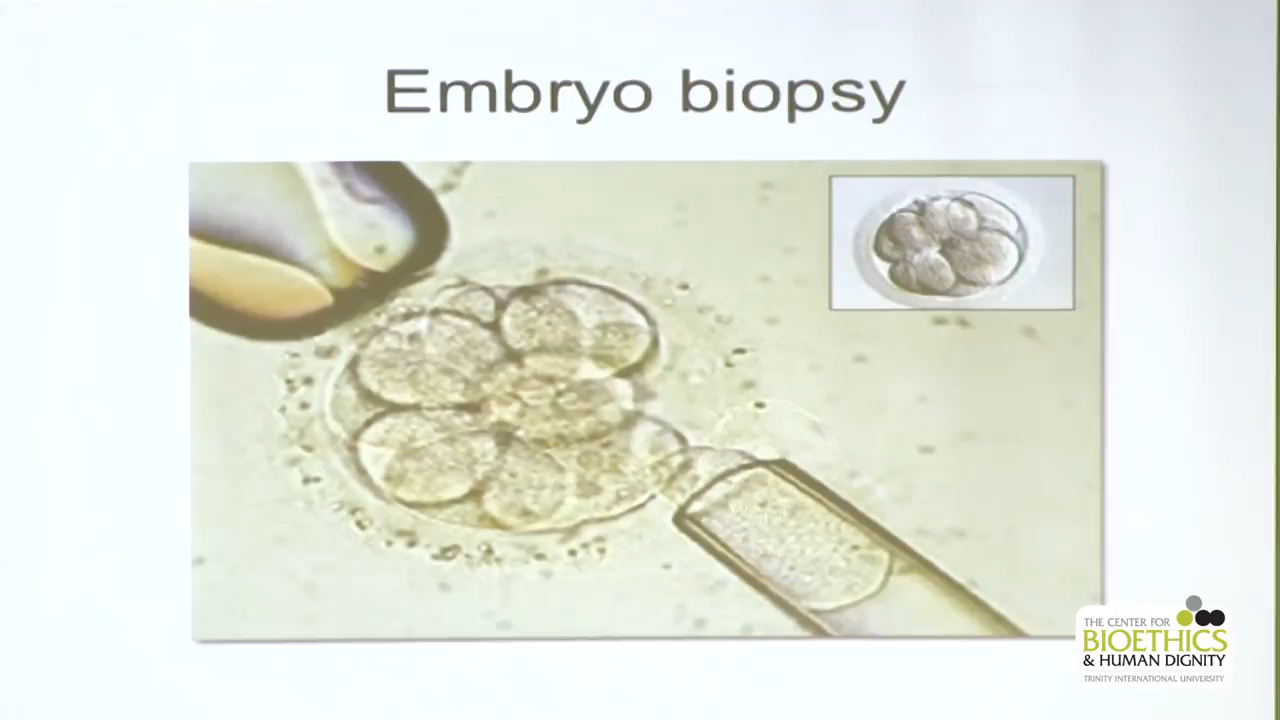 Embryo biopsy
THE CENTER FOR
BIOETHICS
& HUMAN DIGNITY
TRINITY INTERNATIONAL UNIVERSITY